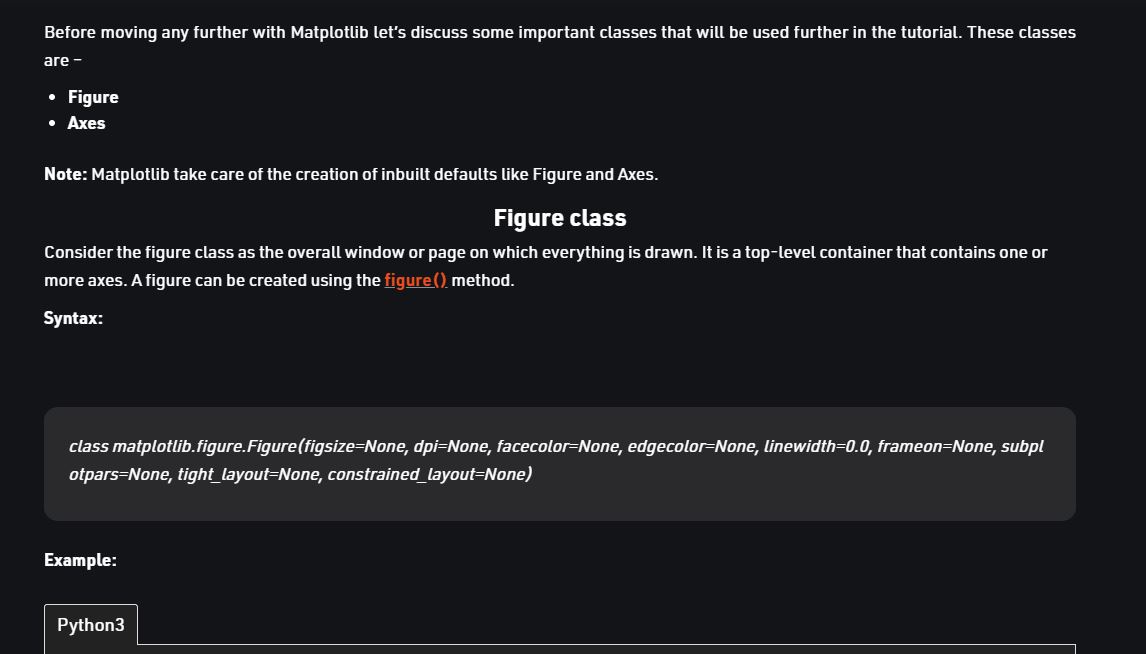 Before moving any further with Matplotlib let's discuss some important classes that will be used further in the tutorial. These classes
are –
• Figure
• Axes
Note: Matplotlib take care of the creation of inbuilt defaults like Figure and Axes.
Figure class
Consider the figure class as the overall window or page on which everything is drawn. It is a top-level container that contains one or
more axes. A figure can be created using the figure() method.
Syntax:
class matplotlib.figure.Figure(figsize=None, dpi=None, facecolor=None, edgecolor=None, linewidth=0.0, frameon=None, subpl
otpars=None, tight_layout=None, constrained_layout=None)
Example:
Python3